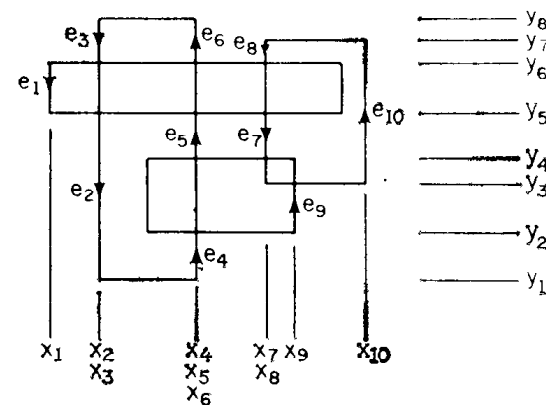 e₃ e₆ e₈ y₈
y₇
y₆
e₁ e₁₀ y₅
e₅ e₇ y₄
e₂ y₃
e₉ y₂
e₄ y₁
x₁ x₂ x₄ x₇ x₉ x₁₀
x₃ x₅ x₈
x₆